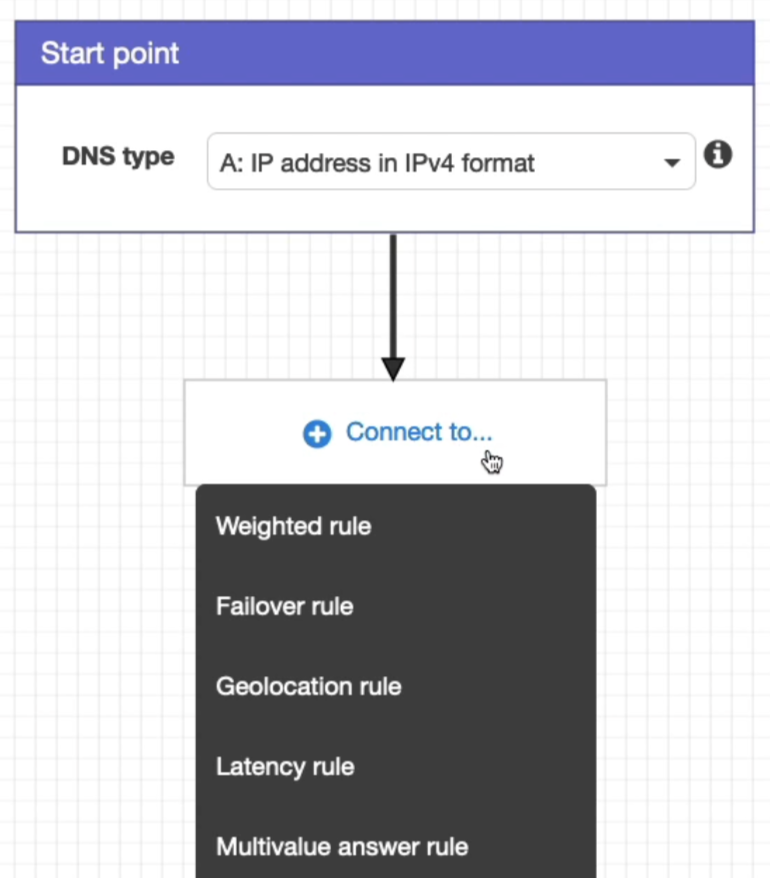 Start point
DNS type
A: IP address in IPv4 format
Connect to...
Weighted rule
Failover rule
Geolocation rule
Latency rule
Multivalue answer rule